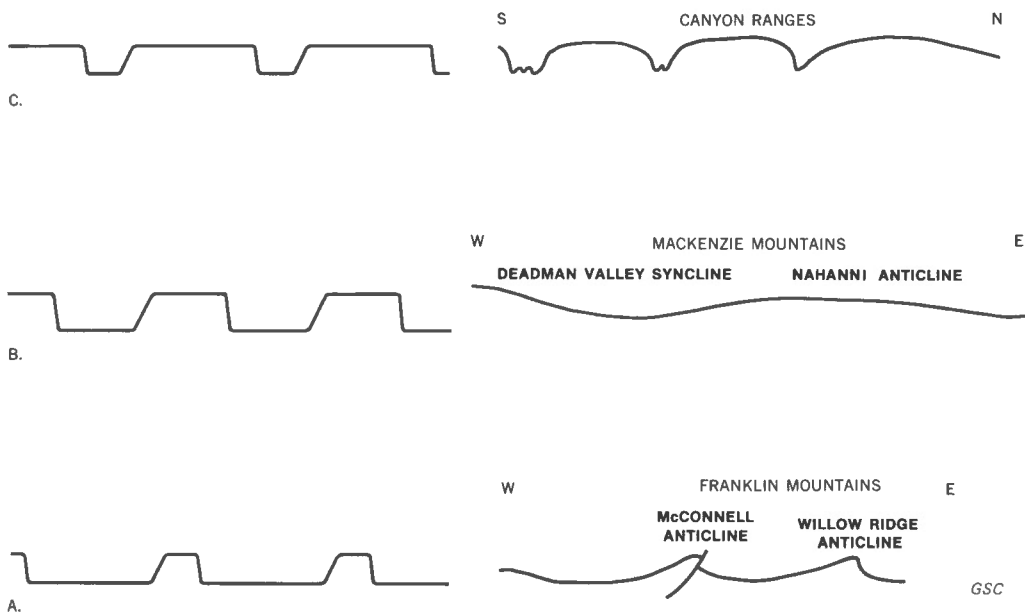 S CANYON RANGES N
C.
W MACKENZIE MOUNTAINS E
DEADMAN VALLEY SYNCLINE NAHANNI ANTICLINE
B.
W FRANKLIN MOUNTAINS E
McCONNELL
ANTICLINE
WILLOW RIDGE
ANTICLINE
GSC
A.